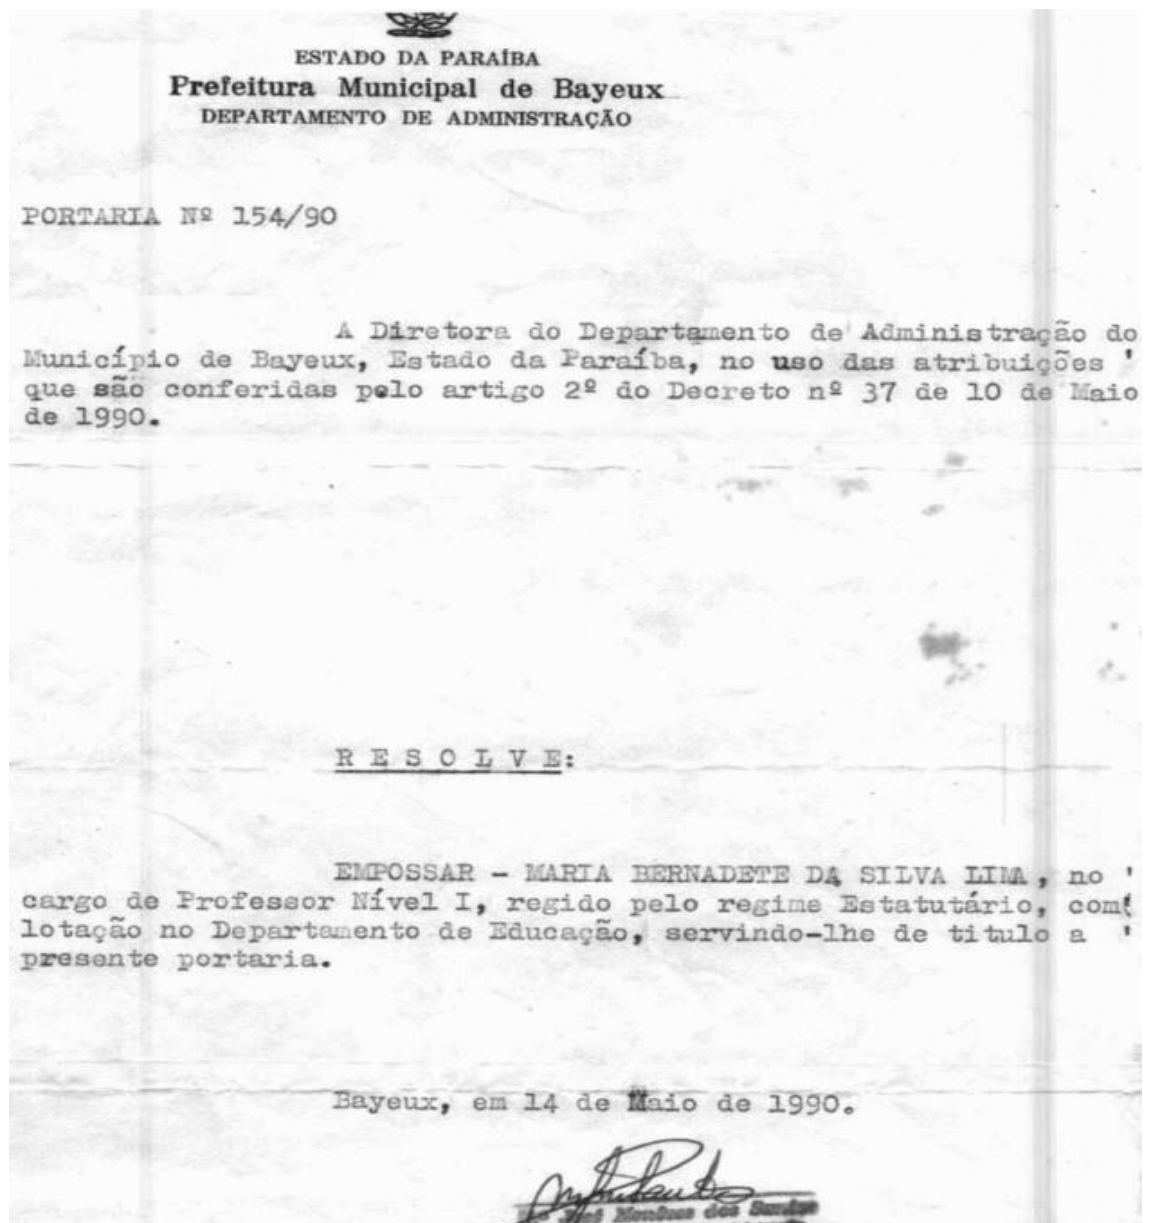 ESTADO DA PARAÍBA
Prefeitura Municipal de Bayeux
DEPARTAMENTO DE ADMINISTRAÇÃO
PORTARIA Nº 154/90
A Diretora do Departamento de Administração do
Município de Bayeux, Estado da Paraíba, no uso das atribuições '
que são conferidas pelo artigo 2º do Decreto nº 37 de 10 de Maio
de 1990.
R E S O L V E:
EMPOSSAR - MARIA BERNADETE DA SILVA LIMA, no '
cargo de Professor Nível I, regido pelo regime Estatutário, com
lotação no Departamento de Educação, servindo-lhe de titulo a '
presente portaria.
Bayeux, em 14 de Maio de 1990.
José dos Santos